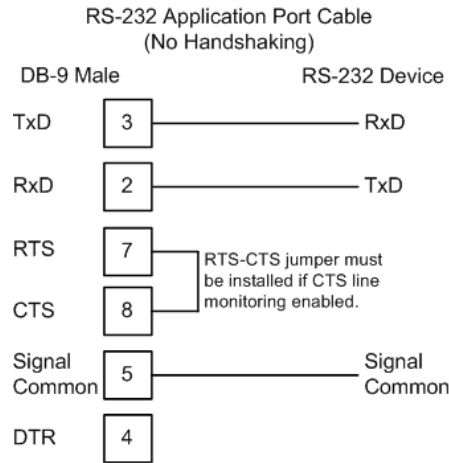 RS-232 Application Port Cable
(No Handshaking)
DB-9 Male
RS-232 Device
TxD 3 RxD
RxD 2 TxD
RTS 7
RTS-CTS jumper must
be installed if CTS line
monitoring enabled.
CTS 8
Signal
Common 5 Signal
Common
DTR 4